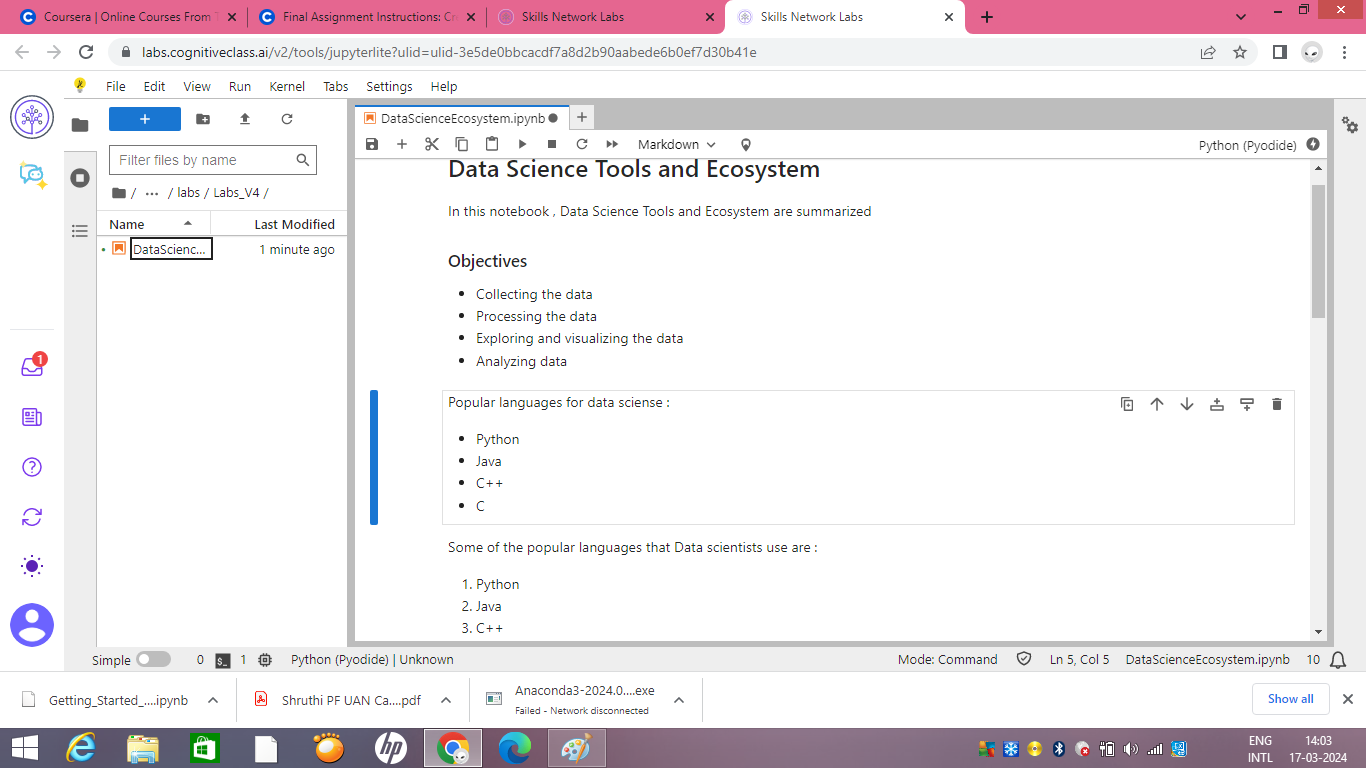 Coursera | Online Courses From T
Final Assignment Instructions: Cr
Skills Network Labs
Skills Network Labs
labs.cognitiveclass.ai/v2/tools/jupyterlite?ulid=ulid-3e5de0bbcacdf7a8d2b90aabede6b0ef7d30b41e
File Edit View Run Kernel Tabs Settings Help
DataScienceEcosystem.ipynb
Filter files by name
Markdown
Python (Pyodide)
/ ... / labs / Labs_V4 /
Name Last Modified
DataScienc... 1 minute ago
Data Science Tools and Ecosystem
In this notebook , Data Science Tools and Ecosystem are summarized
Objectives
Collecting the data
Processing the data
Exploring and visualizing the data
Analyzing data
Popular languages for data sciense :
Python
Java
C++
C
Some of the popular languages that Data scientists use are :
1. Python
2. Java
3. C++
1
Simple 0 $_ 1 Python (Pyodide) | Unknown Mode: Command Ln 5, Col 5 DataScienceEcosystem.ipynb 10
Getting_Started_....ipynb
Shruthi PF UAN Ca....pdf
Anaconda3-2024.0....exe
Failed - Network disconnected
Show all
hp
ENG 14:03
INTL 17-03-2024